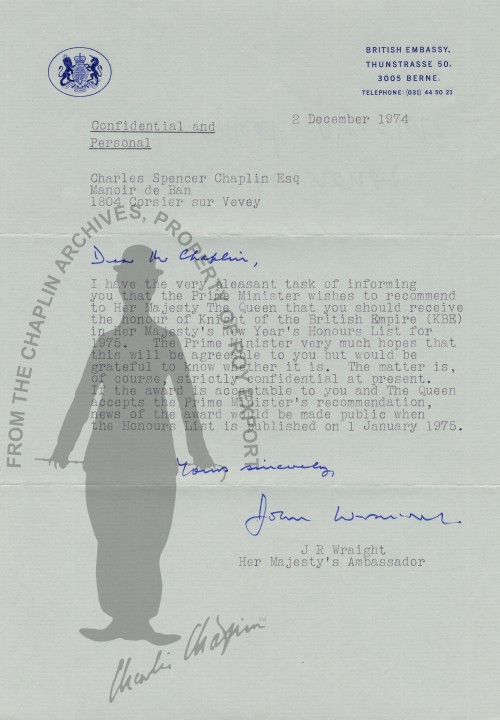 BRITISH EMBASSY,
THUNSTRASSE 50,
3005 BERNE.
TELEPHONE: (031) 44 50 21
2 December 1974
Confidential and
Personal
Charles Spencer Chaplin Esq
Manoir de Ban
1804 Corsier sur Vevey
Dear Mr Chaplin,
I have the very pleasant task of informing
you that the Prime Minister wishes to recommend
to Her Majesty The Queen that you should receive
the honour of Knight of the British Empire (KBE)
in Her Majesty's New Year's Honours List for
1975. The Prime Minister very much hopes that
this will be agreeable to you but would be
grateful to know whether it is. The matter is,
of course, strictly confidential at present.
If the award is acceptable to you and The Queen
accepts the Prime Minister's recommendation,
news of the award would be made public when
the Honours List is published on 1 January 1975.
Yours sincerely,
John Wraight
J R Wraight
Her Majesty's Ambassador
FROM THE CHAPLIN ARCHIVES, PROPERTY OF ROY EXPORT
Charlie Chaplin™